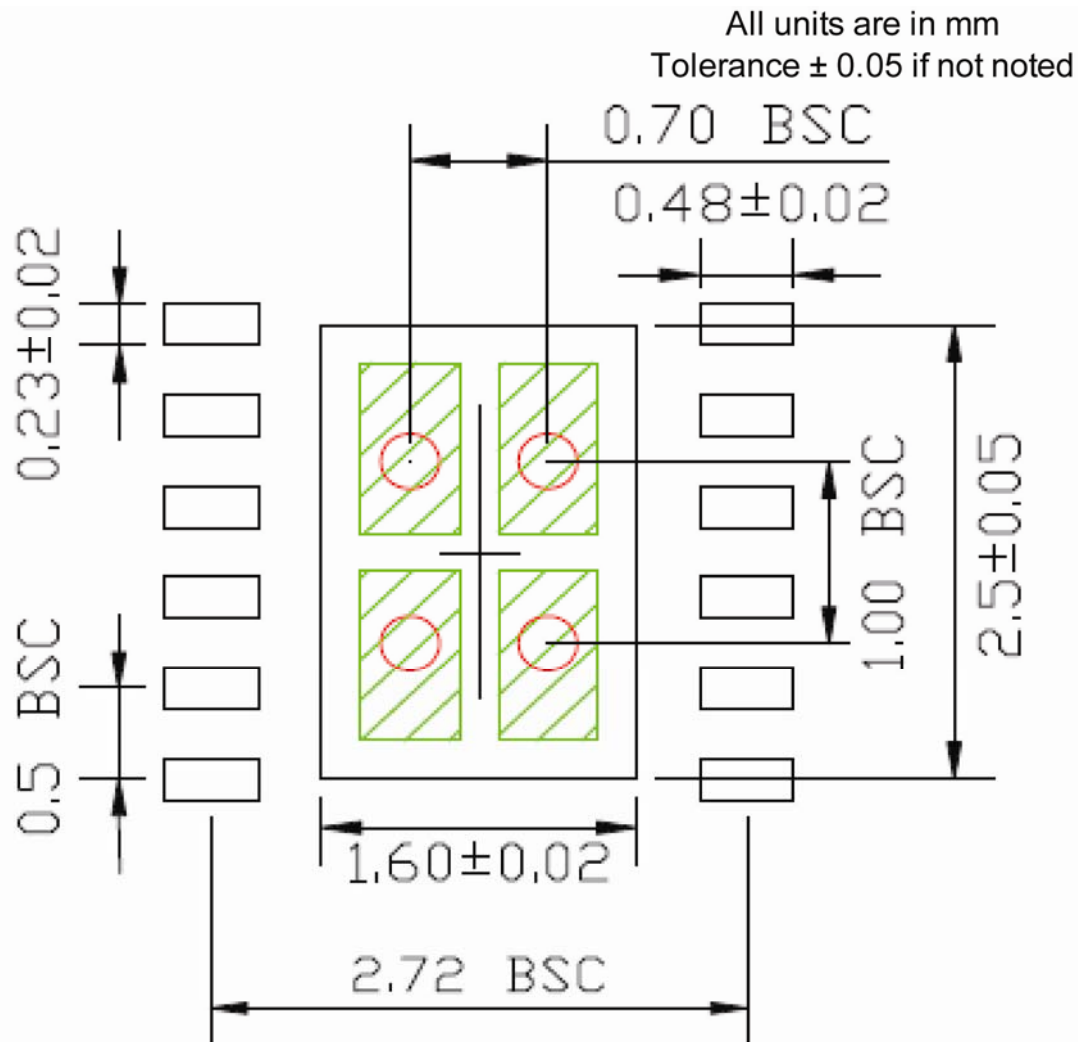 All units are in mm
Tolerance ± 0.05 if not noted
0.70 BSC
0.48±0.02
0.23±0.02
1.00 BSC
2.5±0.05
0.5 BSC
1.60±0.02
2.72 BSC